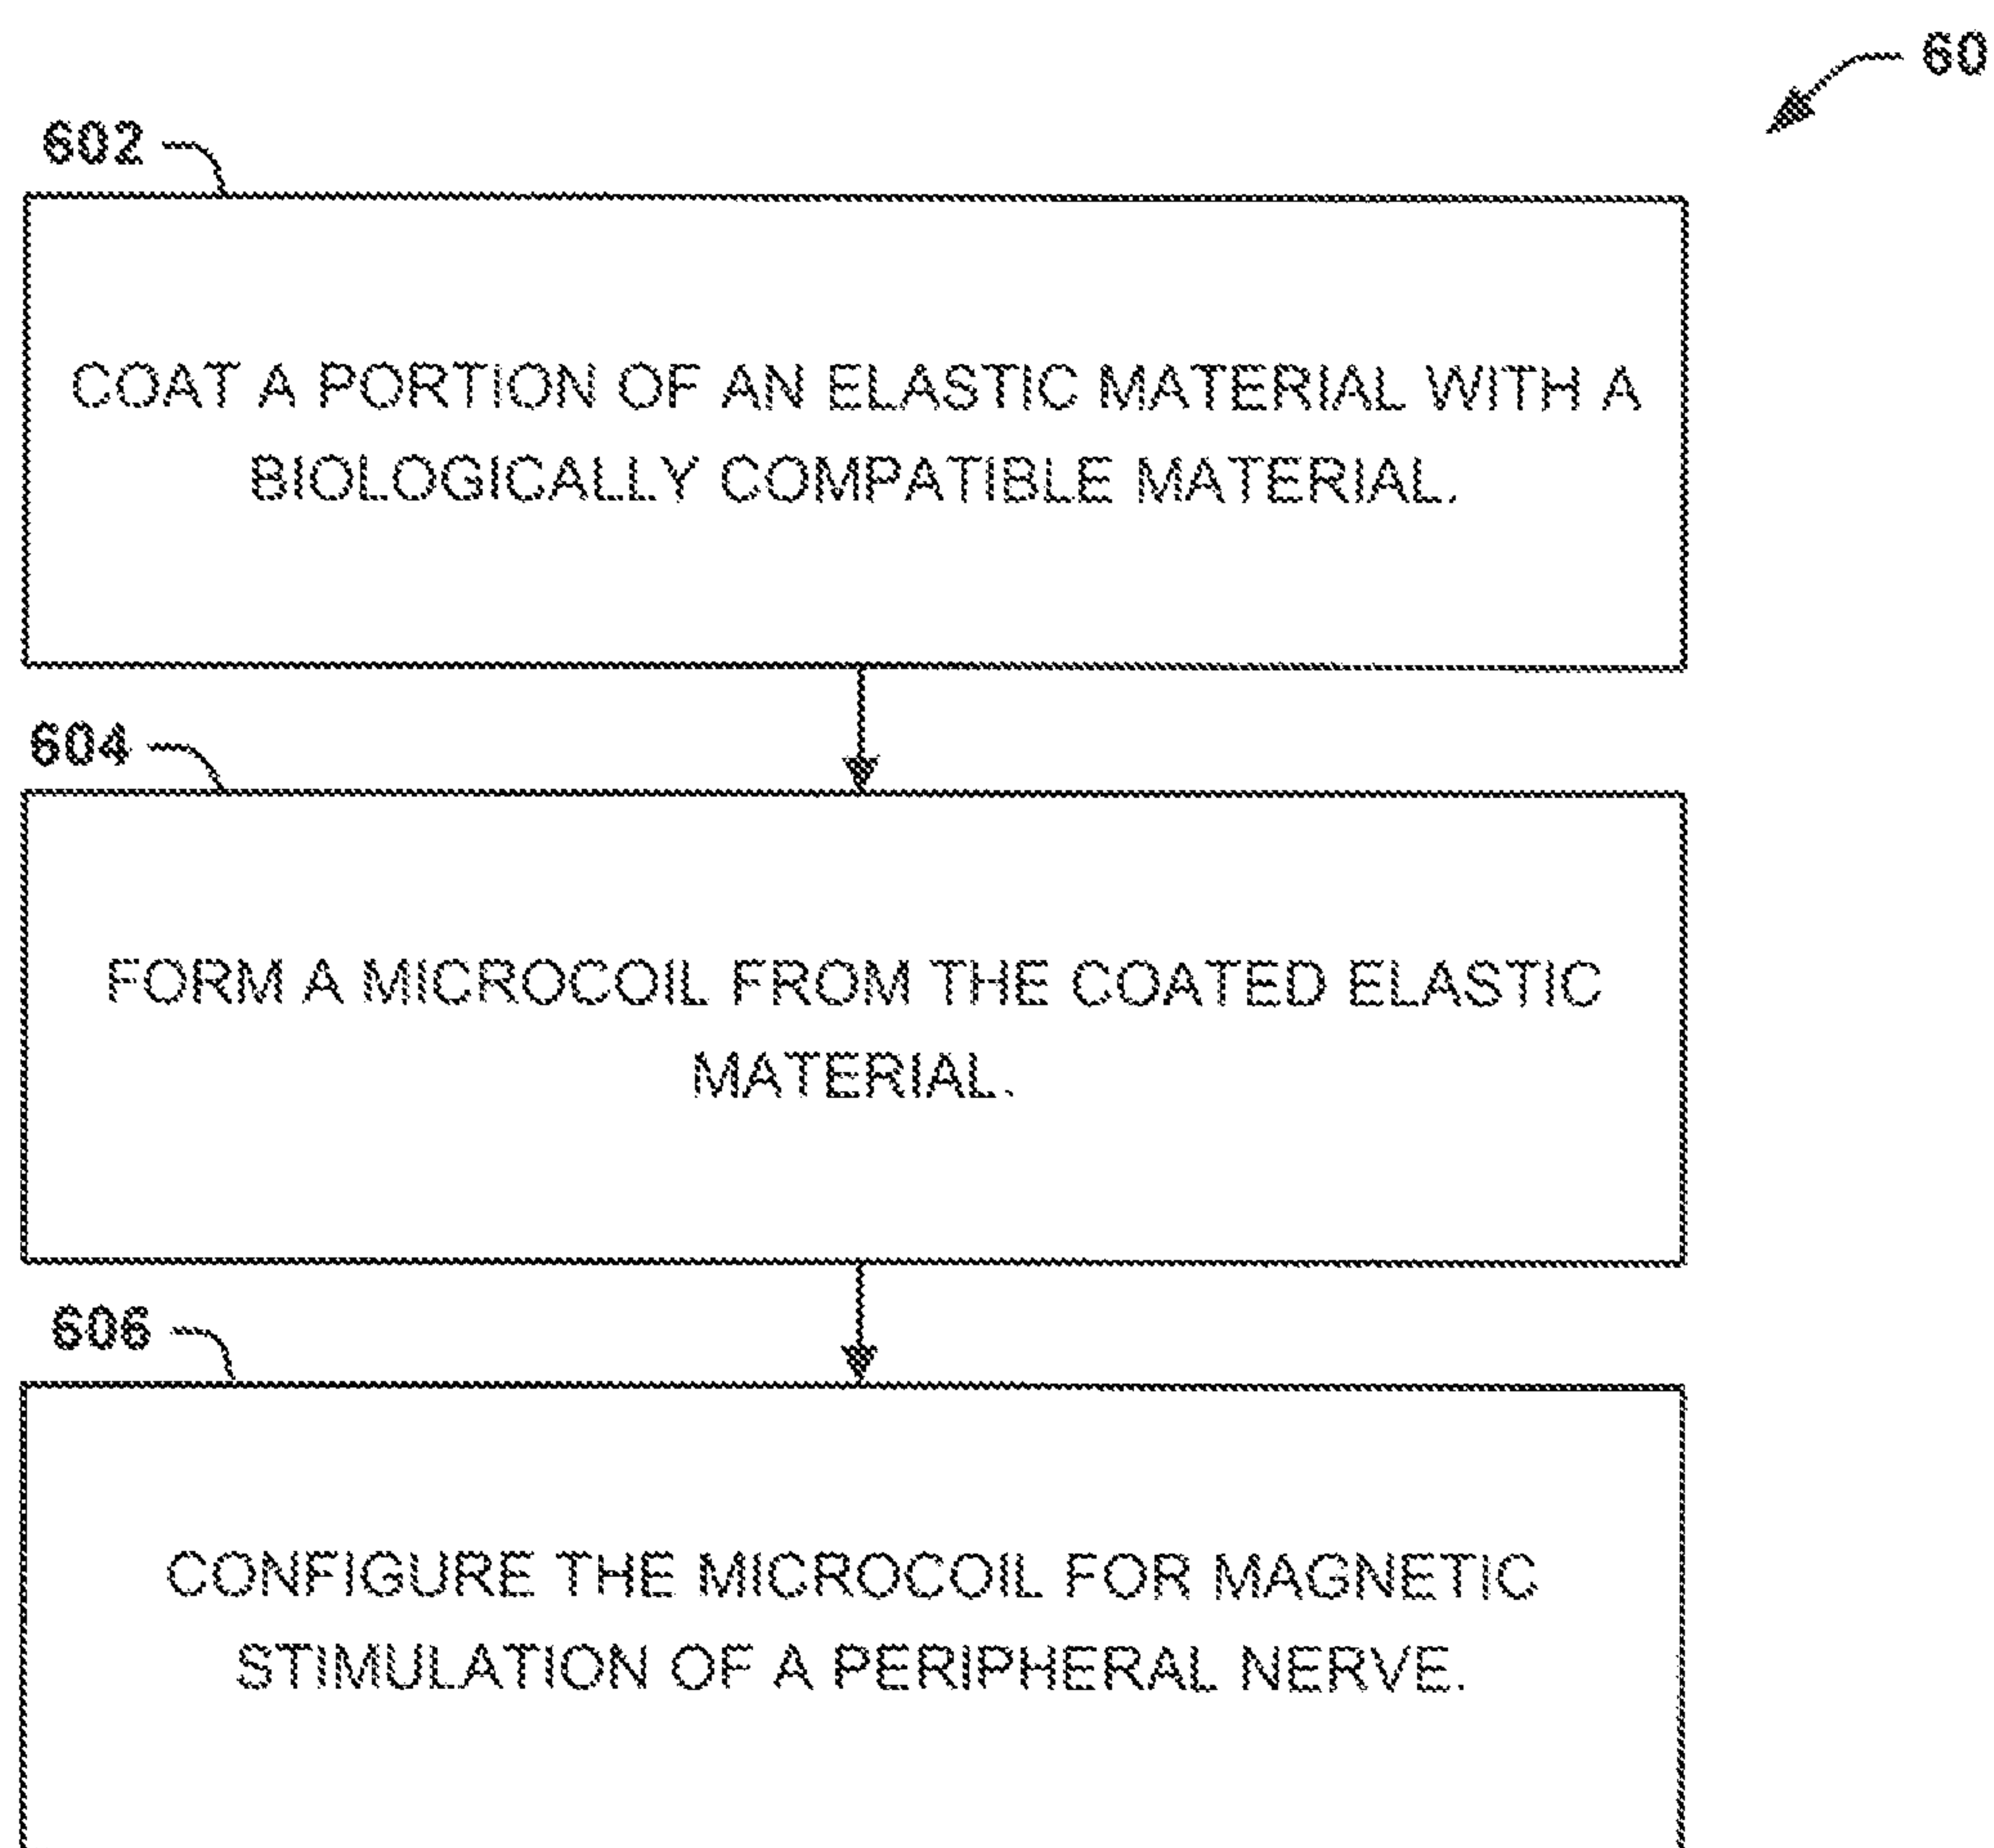 60
602
COAT A PORTION OF AN ELASTIC MATERIAL WITH A
BIOLOGICALLY COMPATIBLE MATERIAL.
604
FORM A MICROCOIL FROM THE COATED ELASTIC
MATERIAL.
606
CONFIGURE THE MICROCOIL FOR MAGNETIC
STIMULATION OF A PERIPHERAL NERVE.